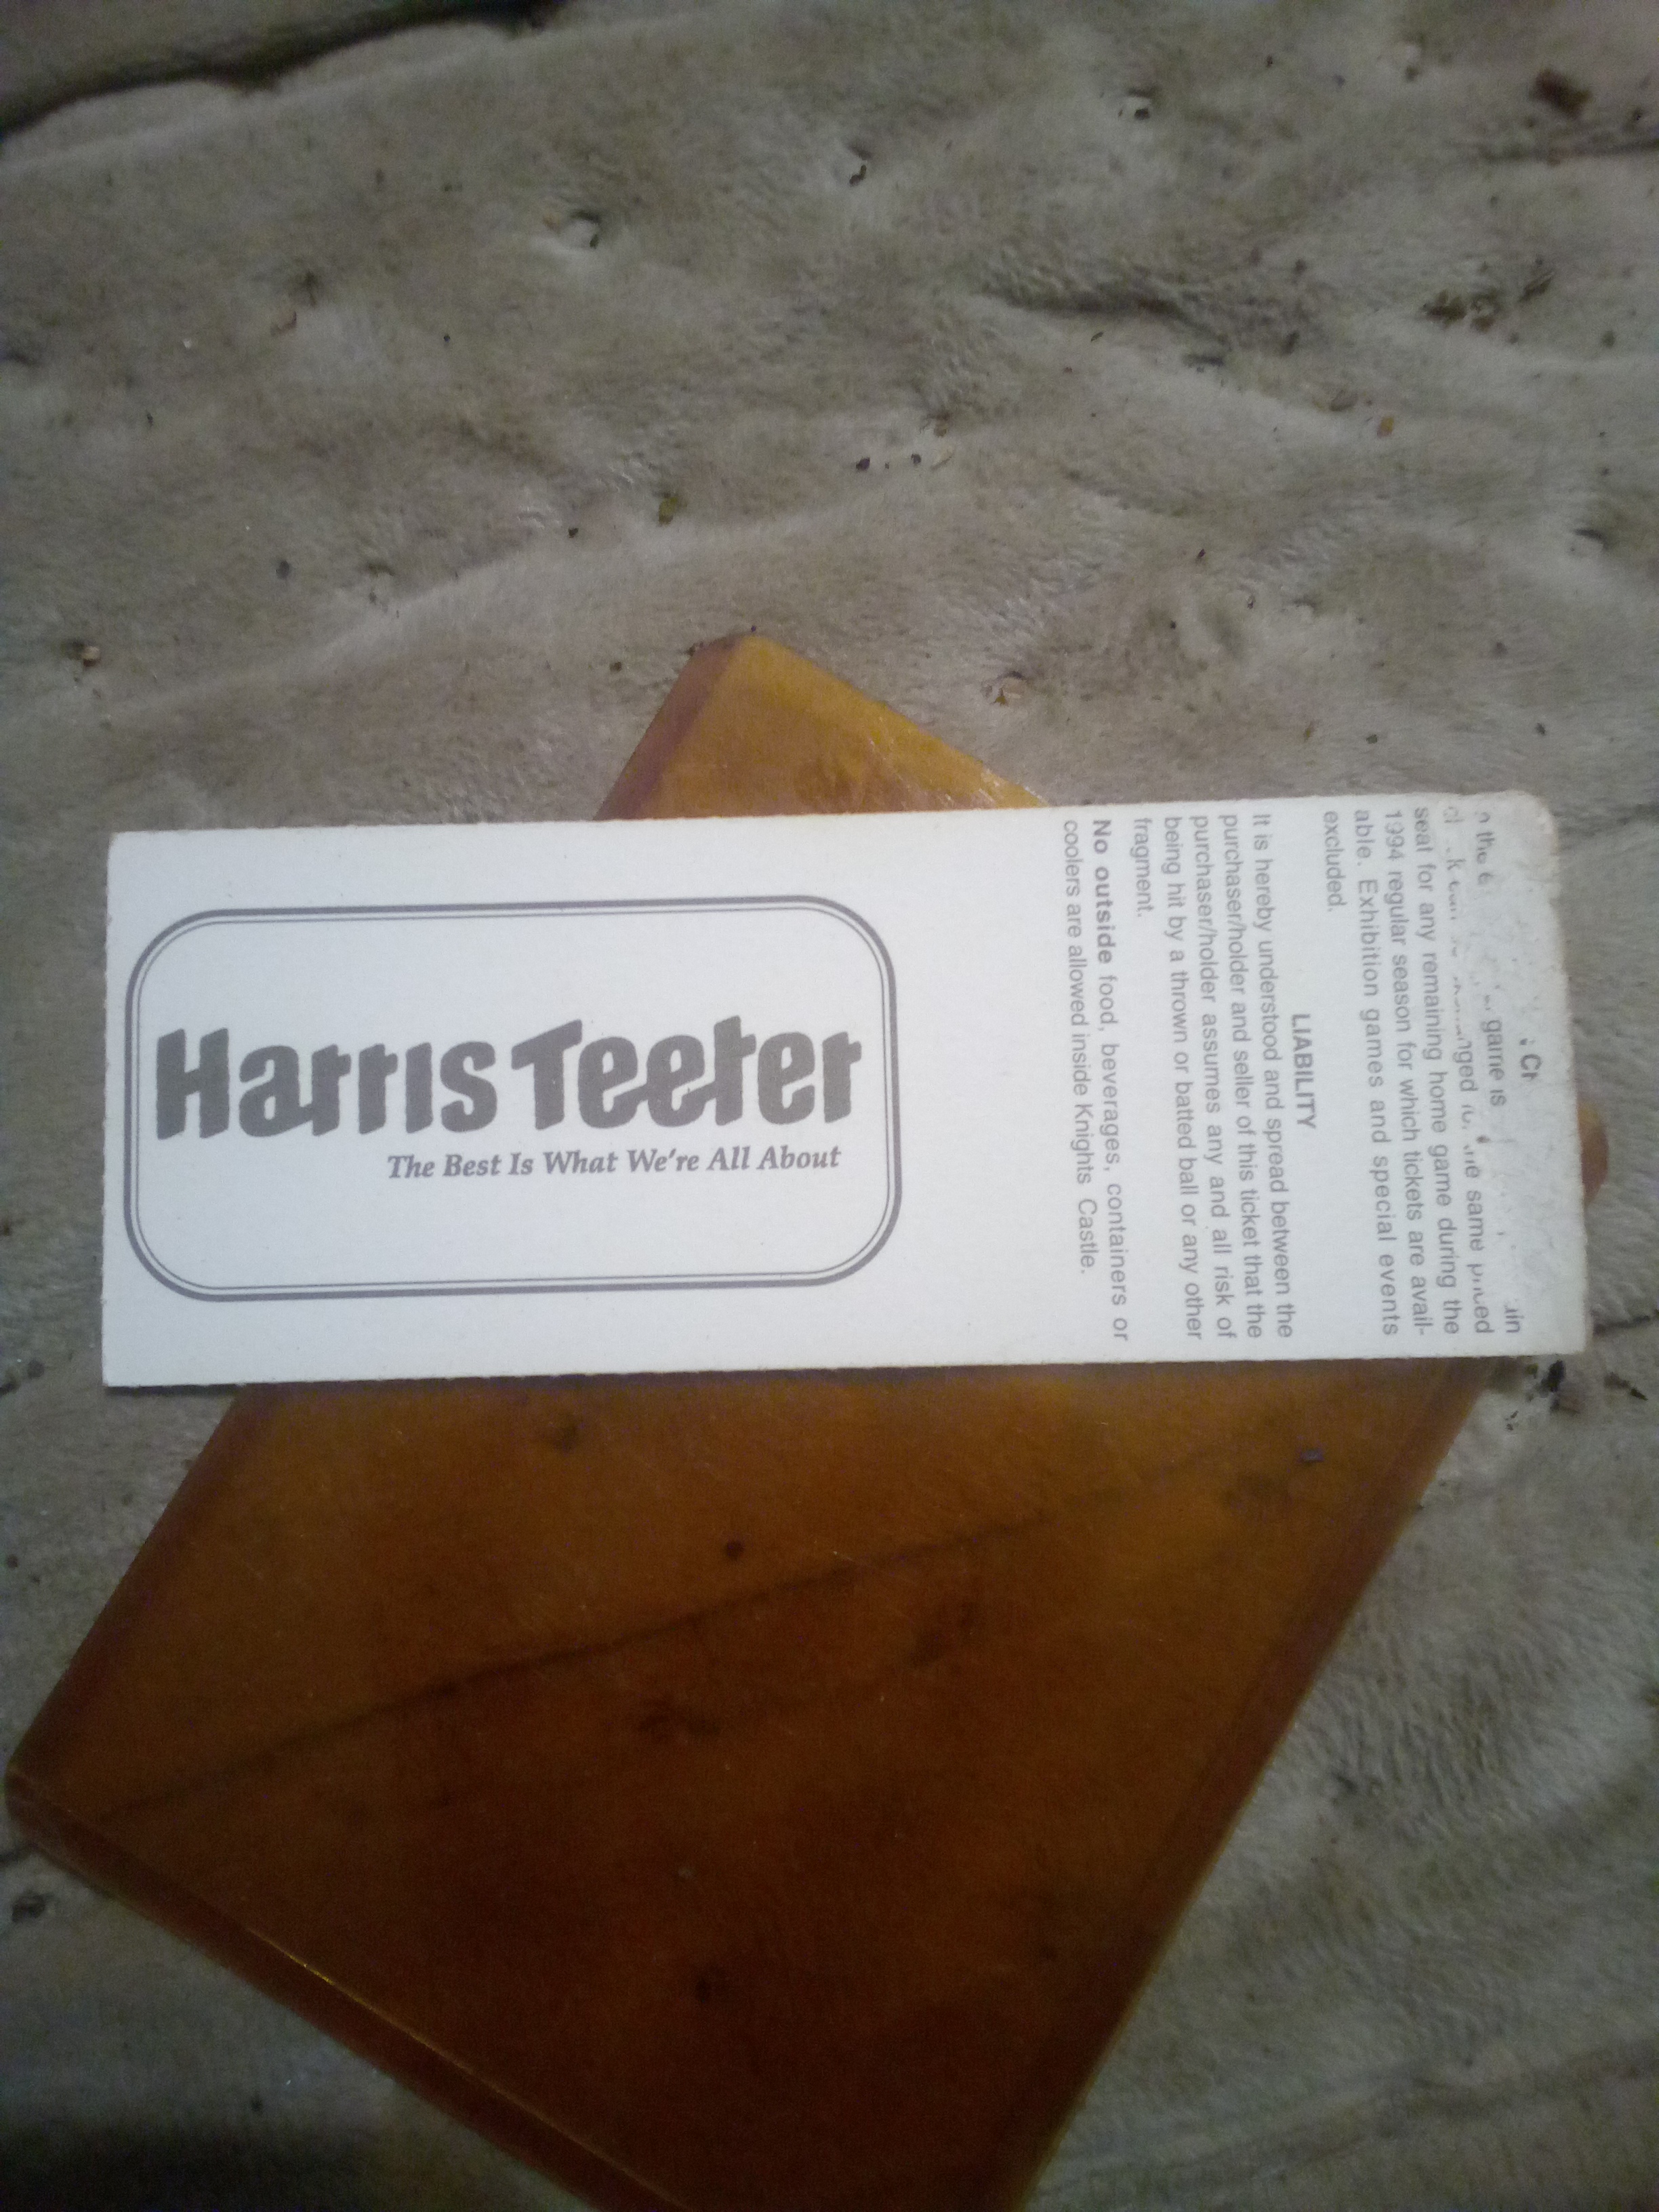 Harris Teeter
The Best Is What We're All About
in the
game is
same priced
seat for any remaining home game during the
1994 regular season for which tickets are avail-
able. Exhibition games and special events
excluded.
LIABILITY
It is hereby understood and spread between the
purchaser/holder and seller of this ticket that the
purchaser/holder assumes any and all risk of
being hit by a thrown or batted ball or any other
fragment.
No outside food, beverages, containers or
coolers are allowed inside Knights Castle.